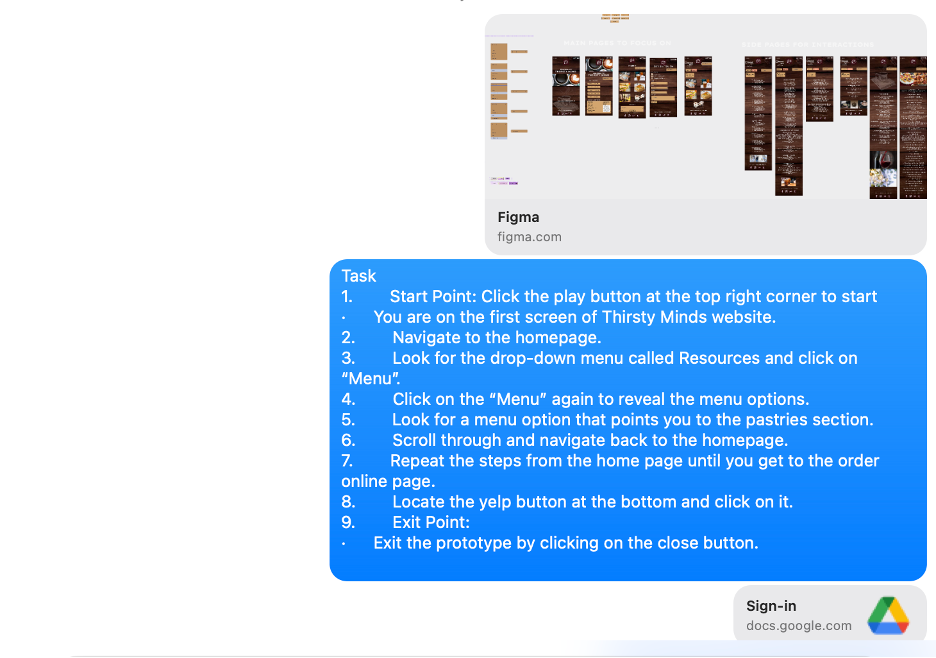 MAIN PAGES TO FOCUS ON
Figma
figma.com
Task
1. Start Point: Click the play button at the top right corner to start
· You are on the first screen of Thirsty Minds website.
2. Navigate to the homepage.
3. Look for the drop-down menu called Resources and click on
“Menu”.
4. Click on the “Menu” again to reveal the menu options.
5. Look for a menu option that points you to the pastries section.
6. Scroll through and navigate back to the homepage.
7. Repeat the steps from the home page until you get to the order
online page.
8. Locate the yelp button at the bottom and click on it.
9. Exit Point:
· Exit the prototype by clicking on the close button.
Sign-in
docs.google.com